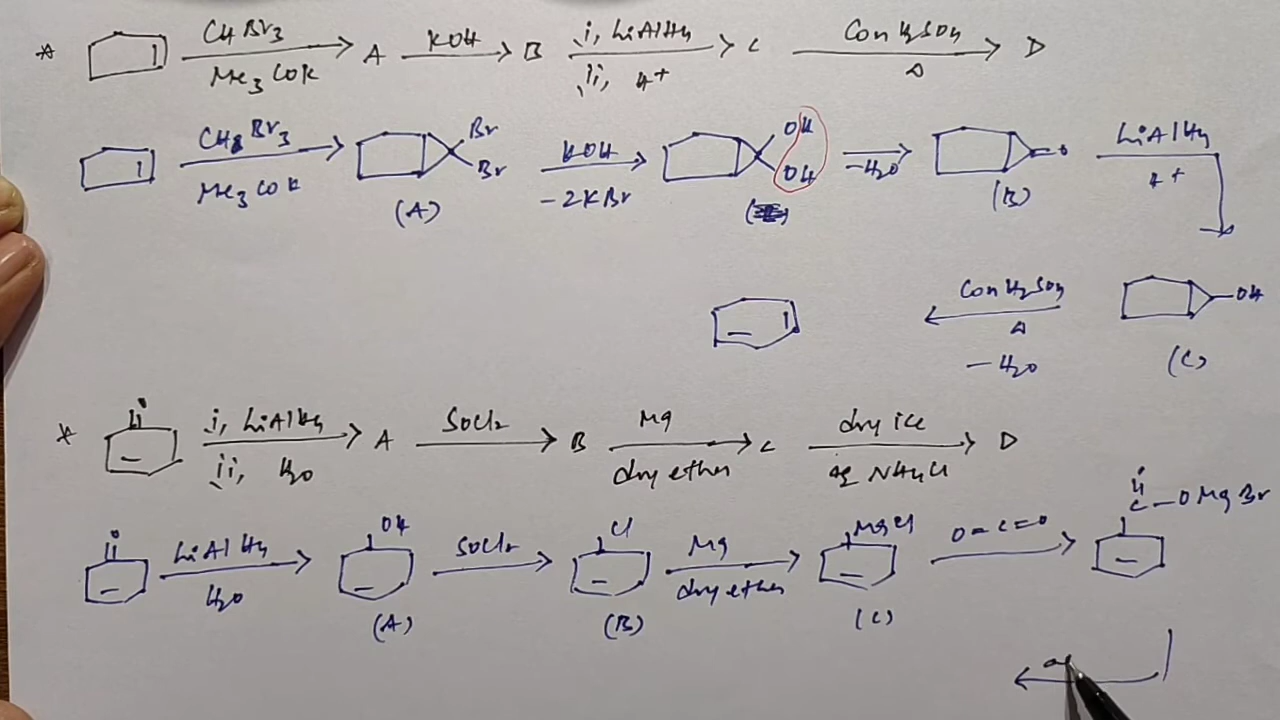 * CHBr3 A KOH B i, LiAlH4 C Con H2SO4 D
Me3COK ii, H+ Δ
CHBr3 Br KOH OH LiAlH4
Me3COK Br -2KBr OH -H2O =O H+
(A) (B)
Con H2SO4 -OH
Δ
-H2O (C)
* O i, LiAlH4 A SOCl2 B Mg C dry ice D
ii, H2O dry ether aq NH4Cl
O LiAlH4 OH SOCl2 Cl Mg MgCl O=C=O O C-OMgBr
H2O dry ether
(A) (B) (C)